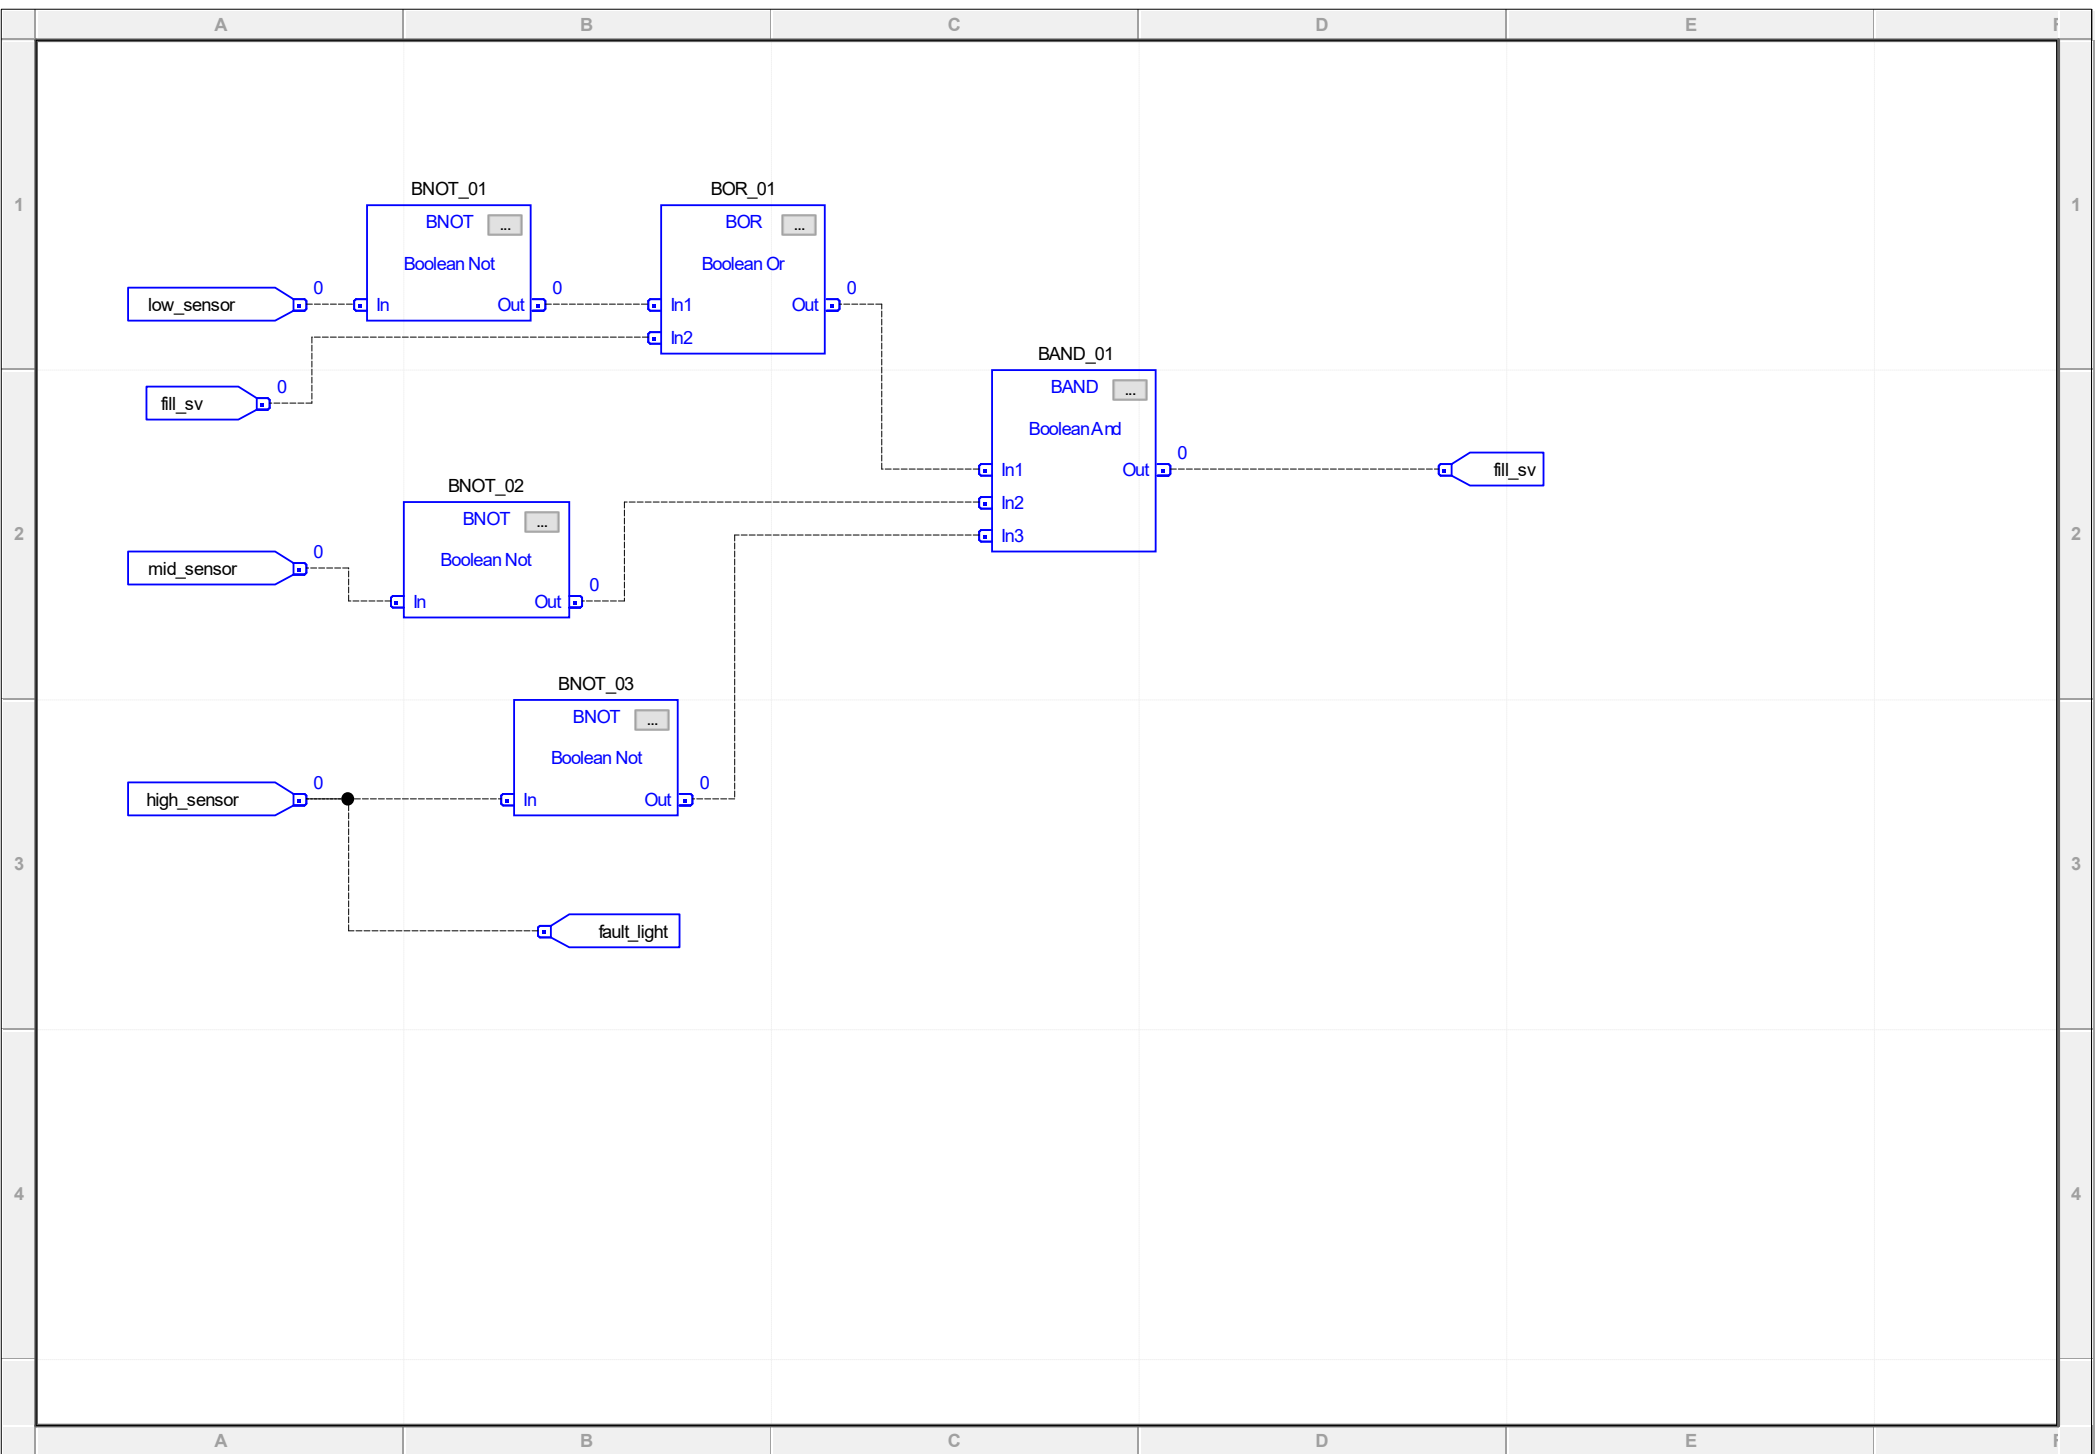 A B C D E F
1 1
BNOT_01 BOR_01
BNOT ... BOR ...
Boolean Not Boolean Or
low_sensor 0 In Out 0 In1 Out 0
In2
BAND_01
fill_sv 0 BAND ...
Boolean And
In1 Out 0 fill_sv
BNOT_02
BNOT ... In2
2 In3 2
mid_sensor 0 Boolean Not
In Out 0
BNOT_03
BNOT ...
Boolean Not
high_sensor 0 In Out 0
3 3
fault_light
4 4
A B C D E F